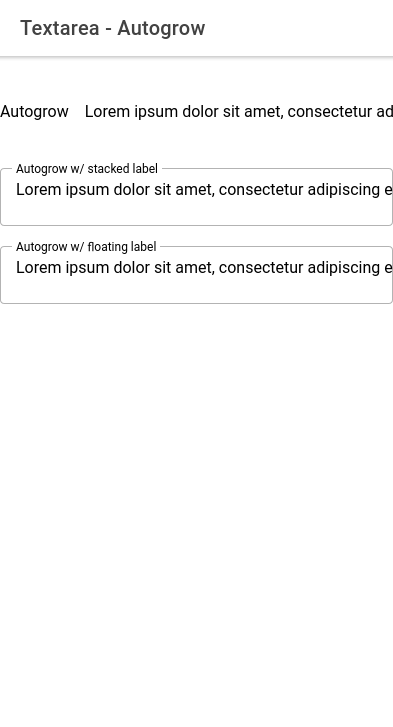 Textarea - Autogrow
Autogrow Lorem ipsum dolor sit amet, consectetur ad
Autogrow w/ stacked label
Lorem ipsum dolor sit amet, consectetur adipiscing e
Autogrow w/ floating label
Lorem ipsum dolor sit amet, consectetur adipiscing e